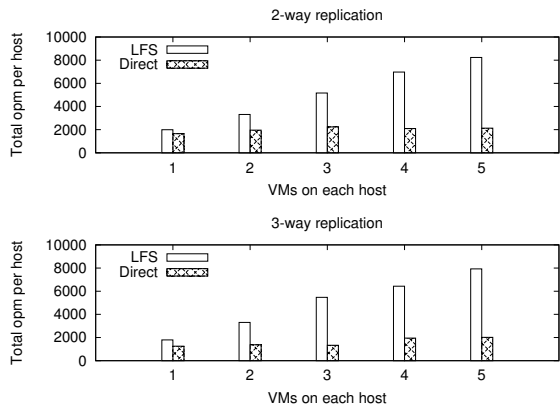 2-way replication
10000
8000
6000
4000
2000
0
Total opm per host
LFS
Direct
1 2 3 4 5
VMs on each host
3-way replication
10000
8000
6000
4000
2000
0
Total opm per host
LFS
Direct
1 2 3 4 5
VMs on each host